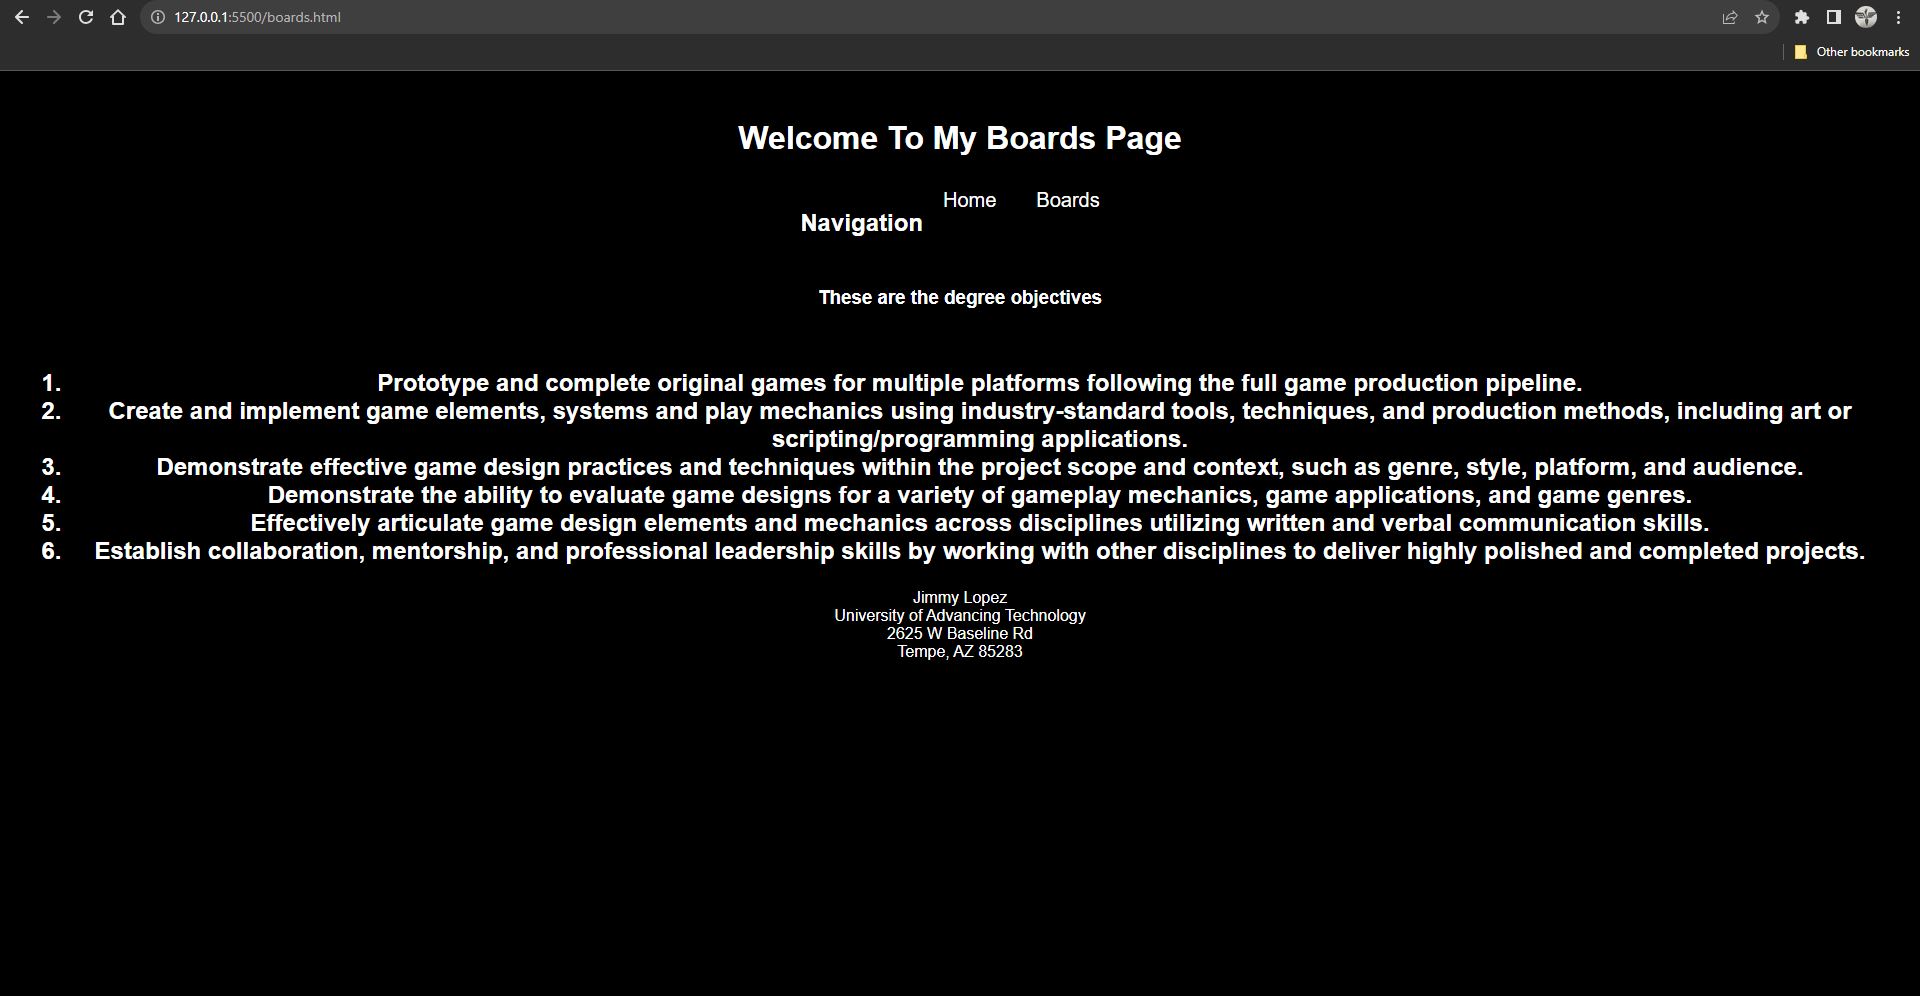 127.0.0.1:5500/boards.html
Other bookmarks
Welcome To My Boards Page
Home Boards
Navigation
These are the degree objectives
1. Prototype and complete original games for multiple platforms following the full game production pipeline.
2. Create and implement game elements, systems and play mechanics using industry-standard tools, techniques, and production methods, including art or
scripting/programming applications.
3. Demonstrate effective game design practices and techniques within the project scope and context, such as genre, style, platform, and audience.
4. Demonstrate the ability to evaluate game designs for a variety of gameplay mechanics, game applications, and game genres.
5. Effectively articulate game design elements and mechanics across disciplines utilizing written and verbal communication skills.
6. Establish collaboration, mentorship, and professional leadership skills by working with other disciplines to deliver highly polished and completed projects.
Jimmy Lopez
University of Advancing Technology
2625 W Baseline Rd
Tempe, AZ 85283